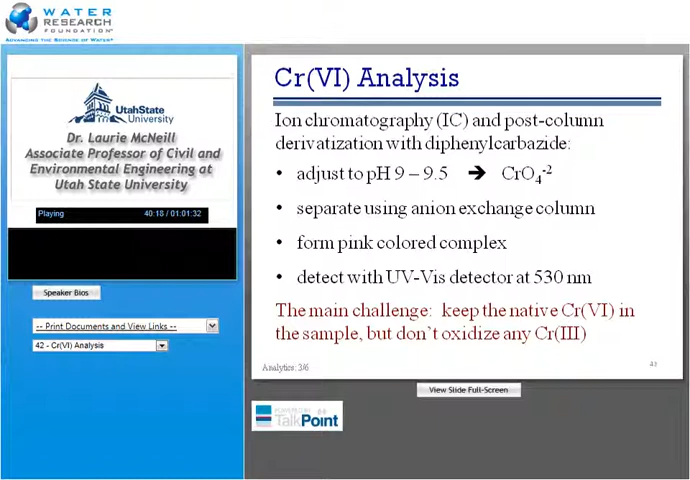 WATER
RESEARCH
FOUNDATION
ADVANCING THE SCIENCE OF WATER
UtahState
University
Dr. Laurie McNeill
Associate Professor of Civil and
Environmental Engineering at
Utah State University
Playing 40:18 / 01:01:32
Speaker Bios
-- Print Documents and View Links --
42 - Cr(VI) Analysis
Cr(VI) Analysis
Ion chromatography (IC) and post-column
derivatization with diphenylcarbazide:
• adjust to pH 9 – 9.5 ➔ CrO4-2
• separate using anion exchange column
• form pink colored complex
• detect with UV-Vis detector at 530 nm
The main challenge: keep the native Cr(VI) in
the sample, but don`t oxidize any Cr(III)
Analytics: 3/6
View Slide Full-Screen
POWERED BY
TalkPoint